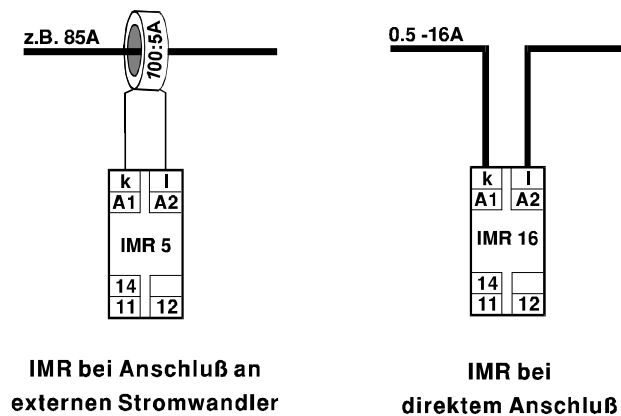 z.B. 85A
100:5A
k l
A1 A2
IMR 5
14
11 12
IMR bei Anschluß an
externen Stromwandler
0.5 -16A
k l
A1 A2
IMR 16
14
11 12
IMR bei
direktem Anschluß